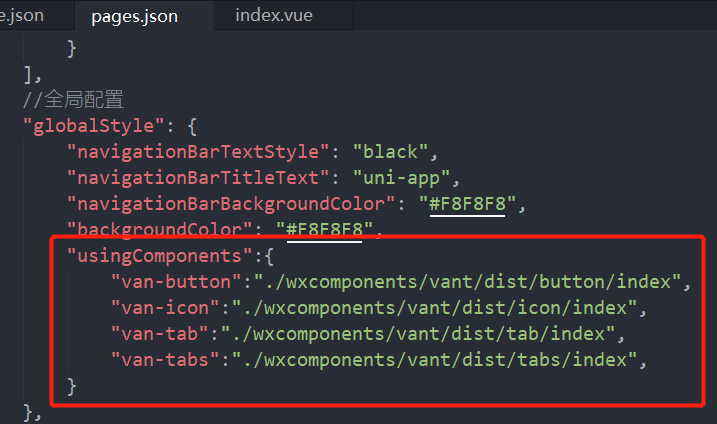 e.json pages.json index.vue
}
],
//全局配置
"globalStyle": {
"navigationBarTextStyle": "black",
"navigationBarTitleText": "uni-app",
"navigationBarBackgroundColor": "#F8F8F8",
"backgroundColor": "#F8F8F8",
"usingComponents":{
"van-button":"./wxcomponents/vant/dist/button/index",
"van-icon":"./wxcomponents/vant/dist/icon/index",
"van-tab":"./wxcomponents/vant/dist/tab/index",
"van-tabs":"./wxcomponents/vant/dist/tabs/index",
}
},